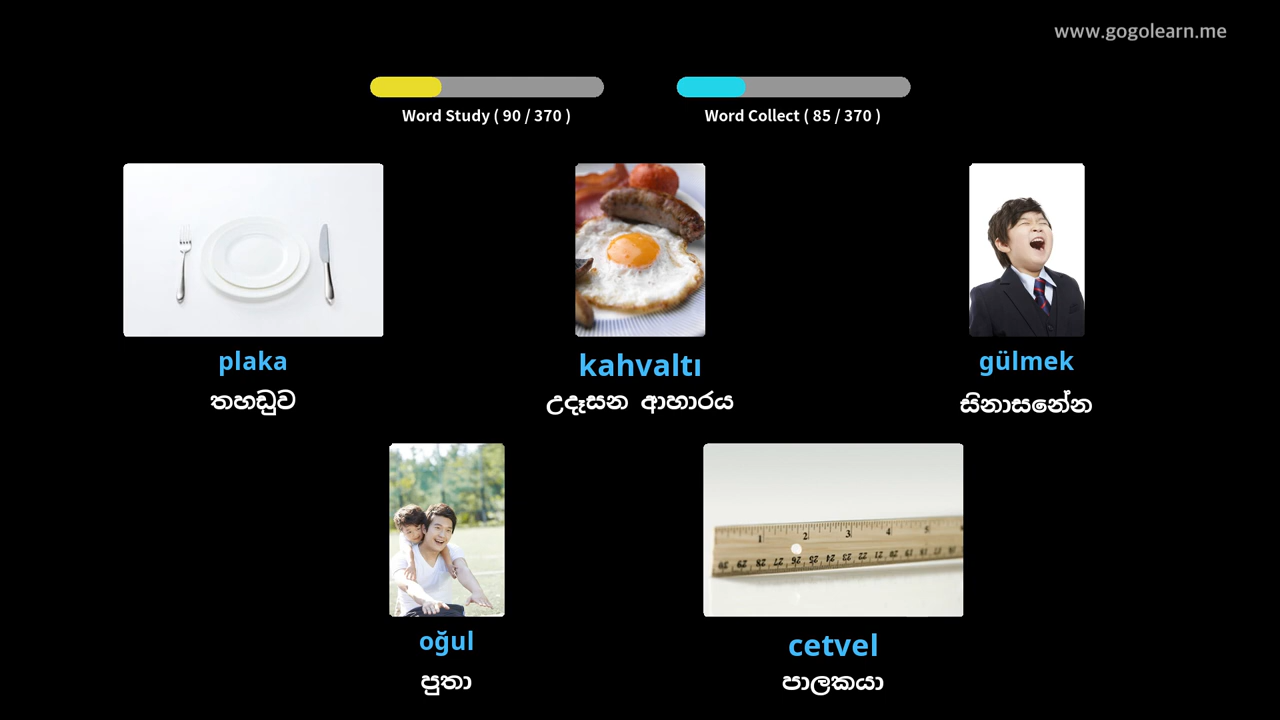 www.gogolearn.me
Word Study ( 90 / 370 )
Word Collect ( 85 / 370 )
plaka
තහඩුව
kahvaltı
උදෑසන ආහාරය
gülmek
සිනාසනේන
oğul
පුතා
cetvel
පාලකයා